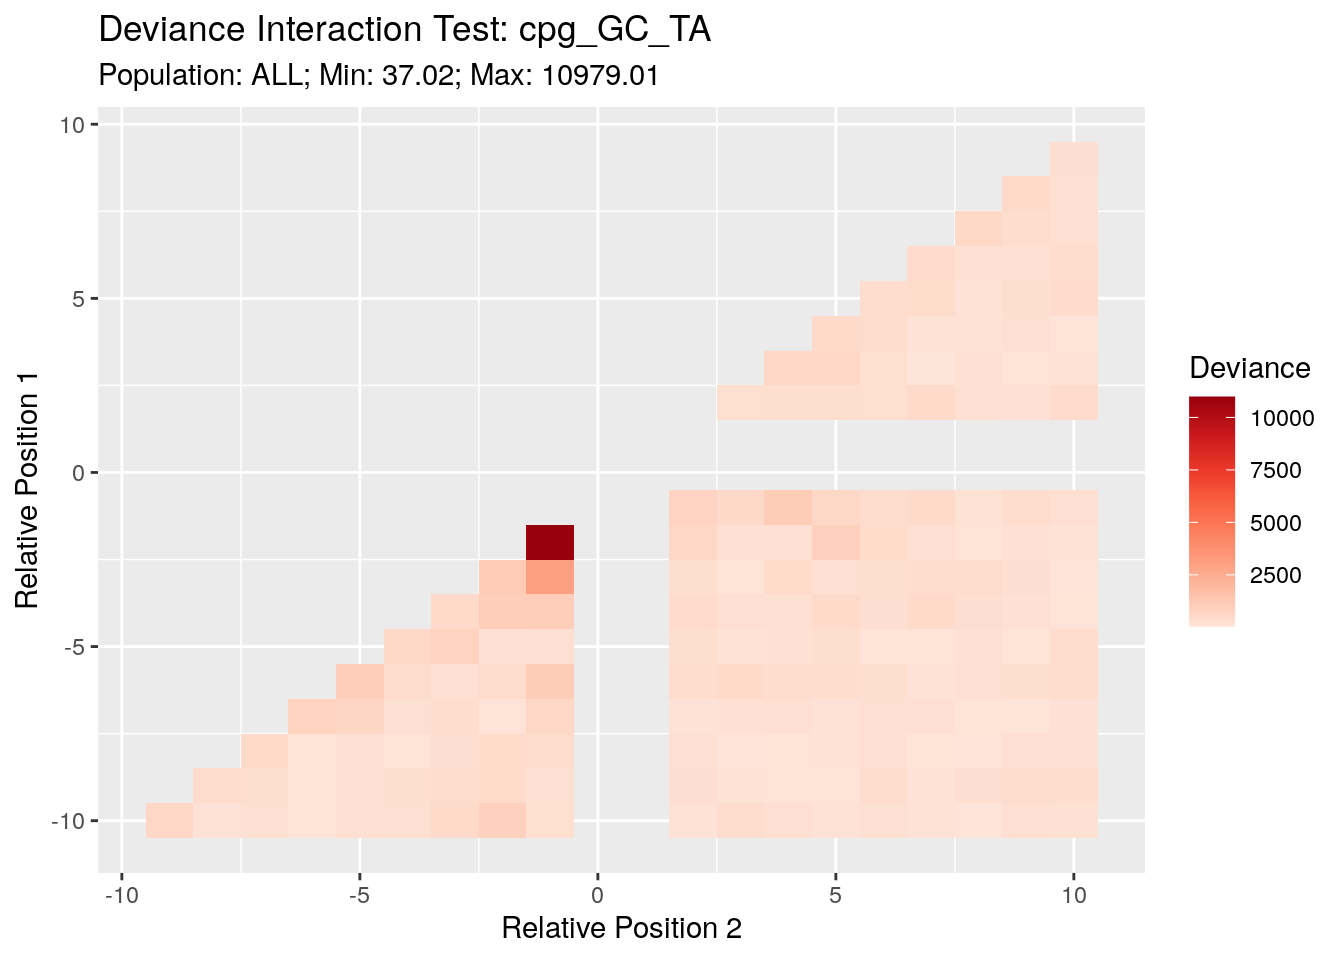 Deviance Interaction Test: cpg_GC_TA
Population: ALL; Min: 37.02; Max: 10979.01
10
5
0
-5
-10
Relative Position 1
-10
-5
0
5
10
Relative Position 2
Deviance
10000
7500
5000
2500